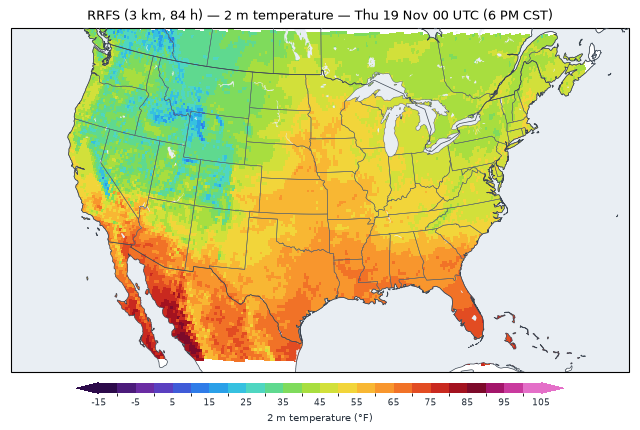 RRFS (3 km, 84 h) — 2 m temperature — Thu 19 Nov 00 UTC (6 PM CST)
-15 -5 5 15 25 35 45 55 65 75 85 95 105
2 m temperature (°F)